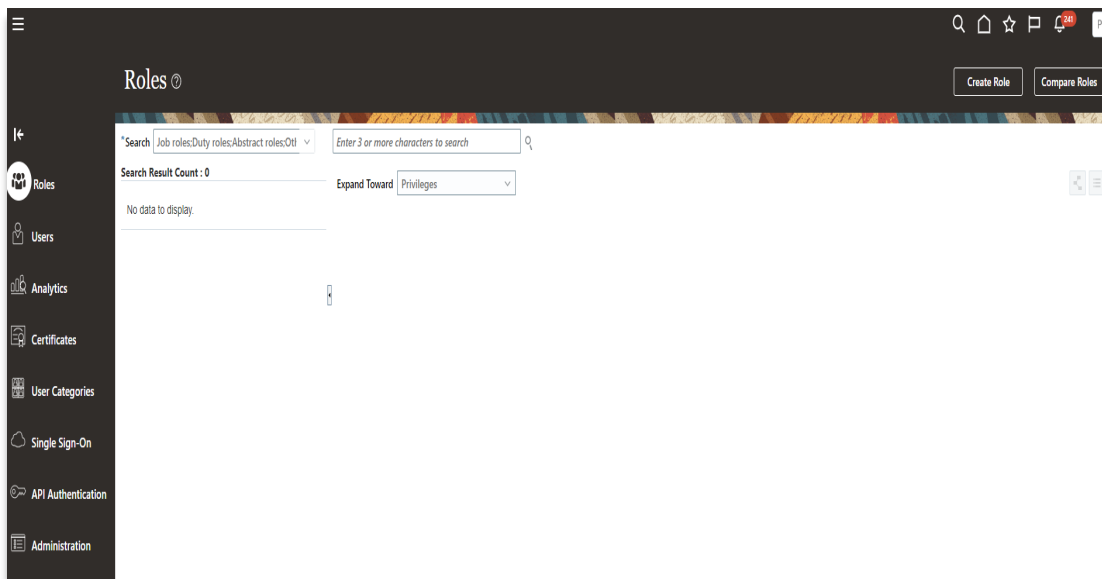 241
P
Roles
Create Role
Compare Roles
*Search Job roles;Duty roles;Abstract roles;Otl
Enter 3 or more characters to search
Search Result Count : 0
Expand Toward Privileges
No data to display.
Roles
Users
Analytics
Certificates
User Categories
Single Sign-On
API Authentication
Administration